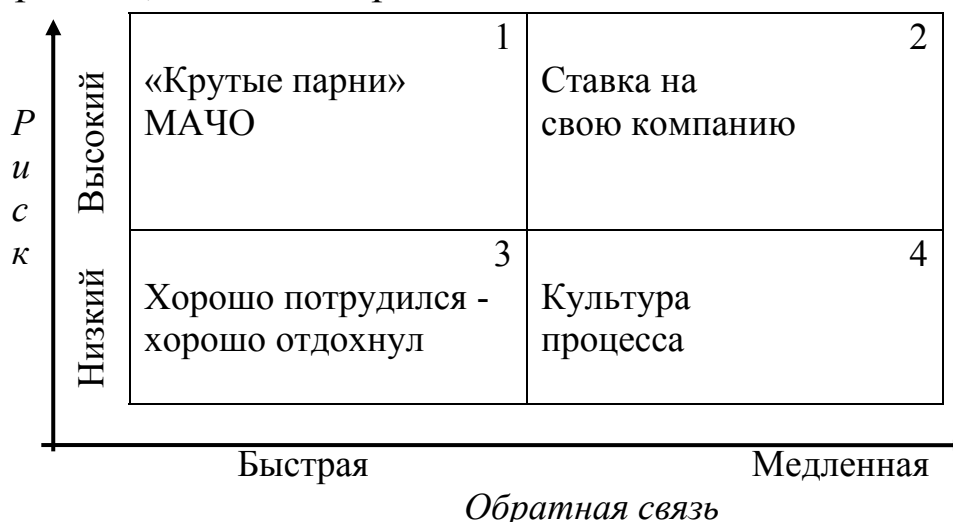 1
«Крутые парни»
МАЧО
2
Ставка на
свою компанию
Риск
Высокий
3
Хорошо потрудился -
хорошо отдохнул
4
Культура
процесса
Низкий
Быстрая
Медленная
Обратная связь